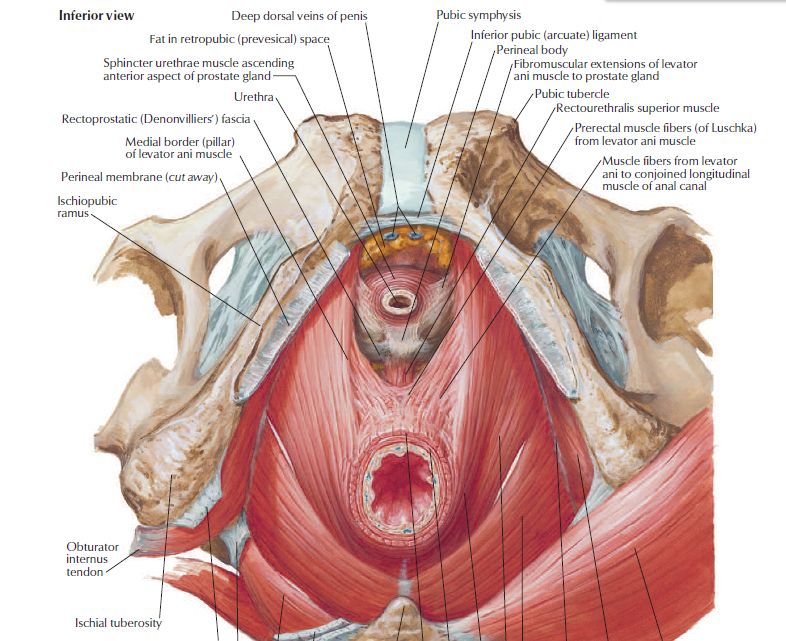 Inferior view
Deep dorsal veins of penis
Pubic symphysis
Fat in retropubic (prevesical) space
Inferior pubic (arcuate) ligament
Perineal body
Sphincter urethrae muscle ascending
anterior aspect of prostate gland
Fibromuscular extensions of levator
ani muscle to prostate gland
Urethra
Pubic tubercle
Rectoprostatic (Denonvilliers’) fascia
Rectourethralis superior muscle
Medial border (pillar)
of levator ani muscle
Prerectal muscle fibers (of Luschka)
from levator ani muscle
Perineal membrane (cut away)
Muscle fibers from levator
ani to conjoined longitudinal
muscle of anal canal
Ischiopubic
ramus
Obturator
internus
tendon
Ischial tuberosity